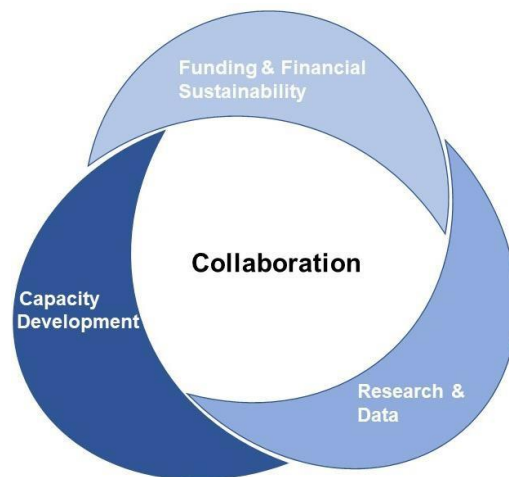 Funding & Financial
Sustainability
Collaboration
Capacity
Development
Research &
Data